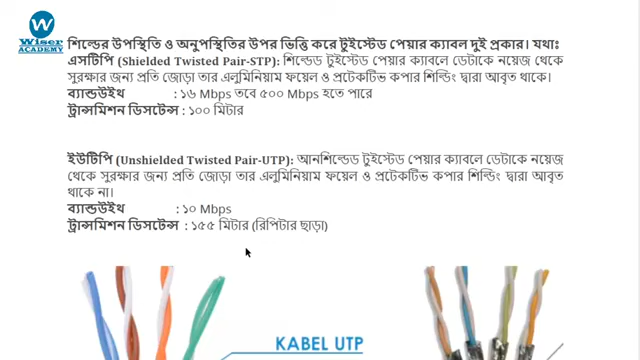 W
Wiser
ACADEMY
শিল্ডের উপস্থিতি ও অনুপস্থিতির উপর ভিত্তি করে টুইস্টেড পেয়ার ক্যাবল দুই প্রকার। যথাঃ
এসটিপি (Shielded Twisted Pair-STP): শিল্ডেড টুইস্টেড পেয়ার ক্যাবলে ডেটাকে নয়েজ থেকে
সুরক্ষার জন্য প্রতি জোড়া তার এলুমিনিয়াম ফয়েল ও প্রটেকটিভ কপার শিল্ডিং দ্বারা আবৃত থাকে।
ব্যান্ডউইথ : ১৬ Mbps তবে ৫০০ Mbps হতে পারে
ট্রান্সমিশন ডিসটেন্স : ১০০ মিটার
ইউটিপি (Unshielded Twisted Pair-UTP): আনশিল্ডেড টুইস্টেড পেয়ার ক্যাবলে ডেটাকে নয়েজ
থেকে সুরক্ষার জন্য প্রতি জোড়া তার এলুমিনিয়াম ফয়েল ও প্রটেকটিভ কপার শিল্ডিং দ্বারা আবৃত
থাকে না।
ব্যান্ডউইথ : ১০ Mbps
ট্রান্সমিশন ডিসটেন্স : ১৫৫ মিটার (রিপিটার ছাড়া)
KABEL UTP